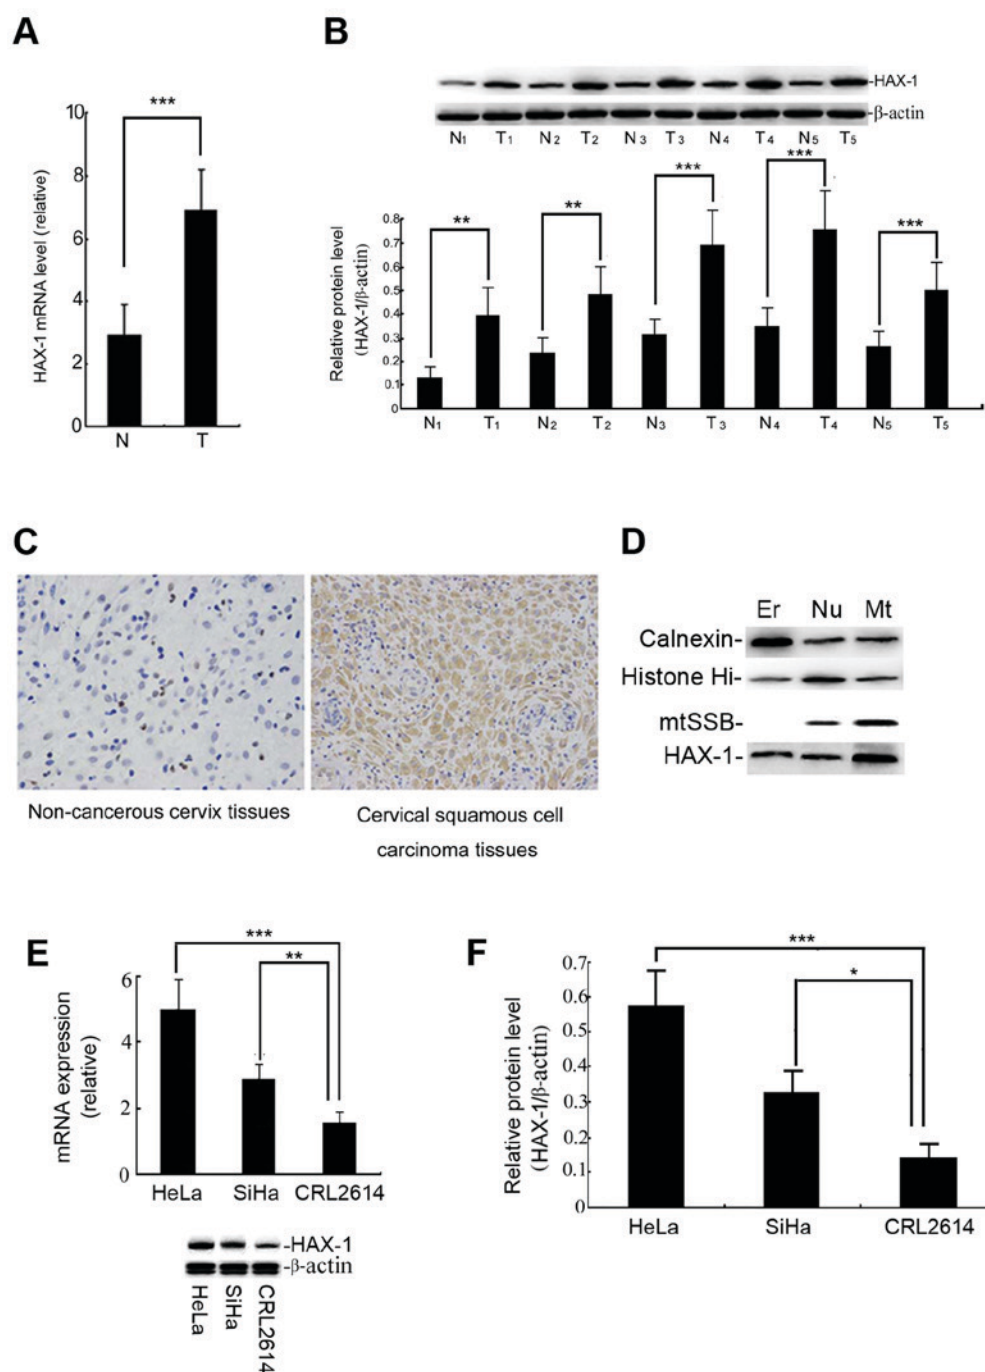 A
***
10
8
6
4
2
0
HAX-1 mRNA level (relative)
N
T
B
-HAX-1
-β-actin
N1 T1 N2 T2 N3 T3 N4 T4 N5 T5
** ** *** *** ***
0.8
0.7
0.6
0.5
0.4
0.3
0.2
0.1
0
Relative protein level
(HAX-1/β-actin)
N1 T1 N2 T2 N3 T3 N4 T4 N5 T5
C
Non-cancerous cervix tissues
Cervical squamous cell
carcinoma tissues
D
Er Nu Mt
Calnexin-
Histone Hi-
mtSSB-
HAX-1-
E
***
**
6
4
2
0
mRNA expression
(relative)
HeLa SiHa CRL2614
-HAX-1
-β-actin
HeLa
SiHa
CRL2614
F
***
*
0.7
0.6
0.5
0.4
0.3
0.2
0.1
0
Relative protein level
(HAX-1/β-actin)
HeLa SiHa CRL2614